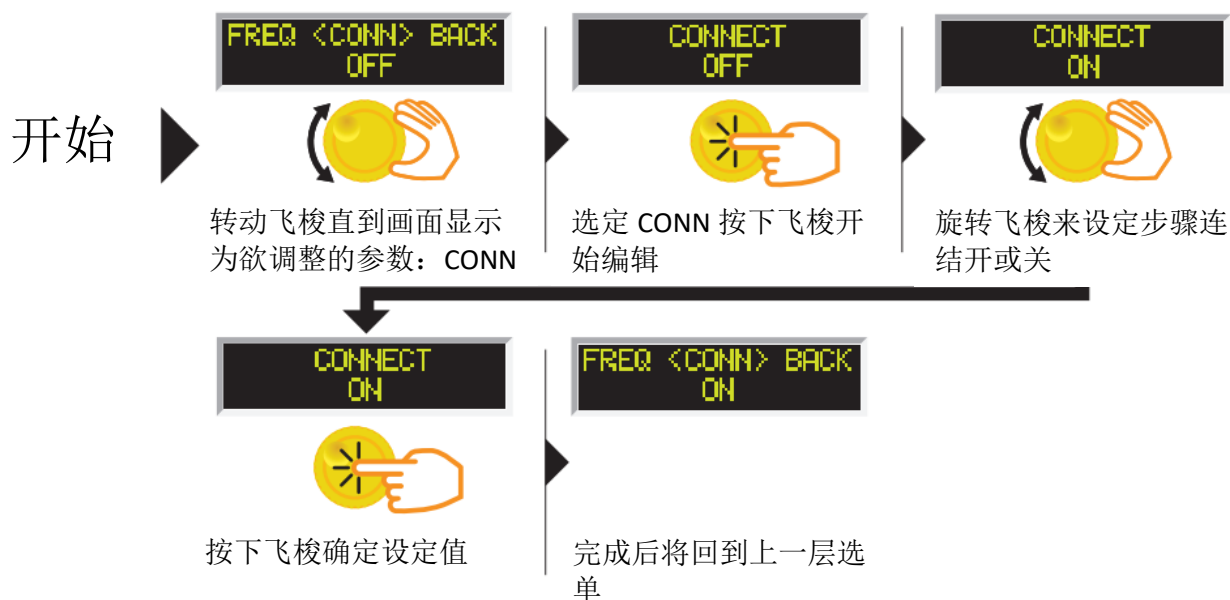 开始
FREQ <CONN> BACK
OFF
转动飞梭直到画面显示
为欲调整的参数：CONN
CONNECT
OFF
选定 CONN 按下飞梭开
始编辑
CONNECT
ON
旋转飞梭来设定步骤连
结开或关
CONNECT
ON
按下飞梭确定设定值
FREQ <CONN> BACK
ON
完成后将回到上一层选
单